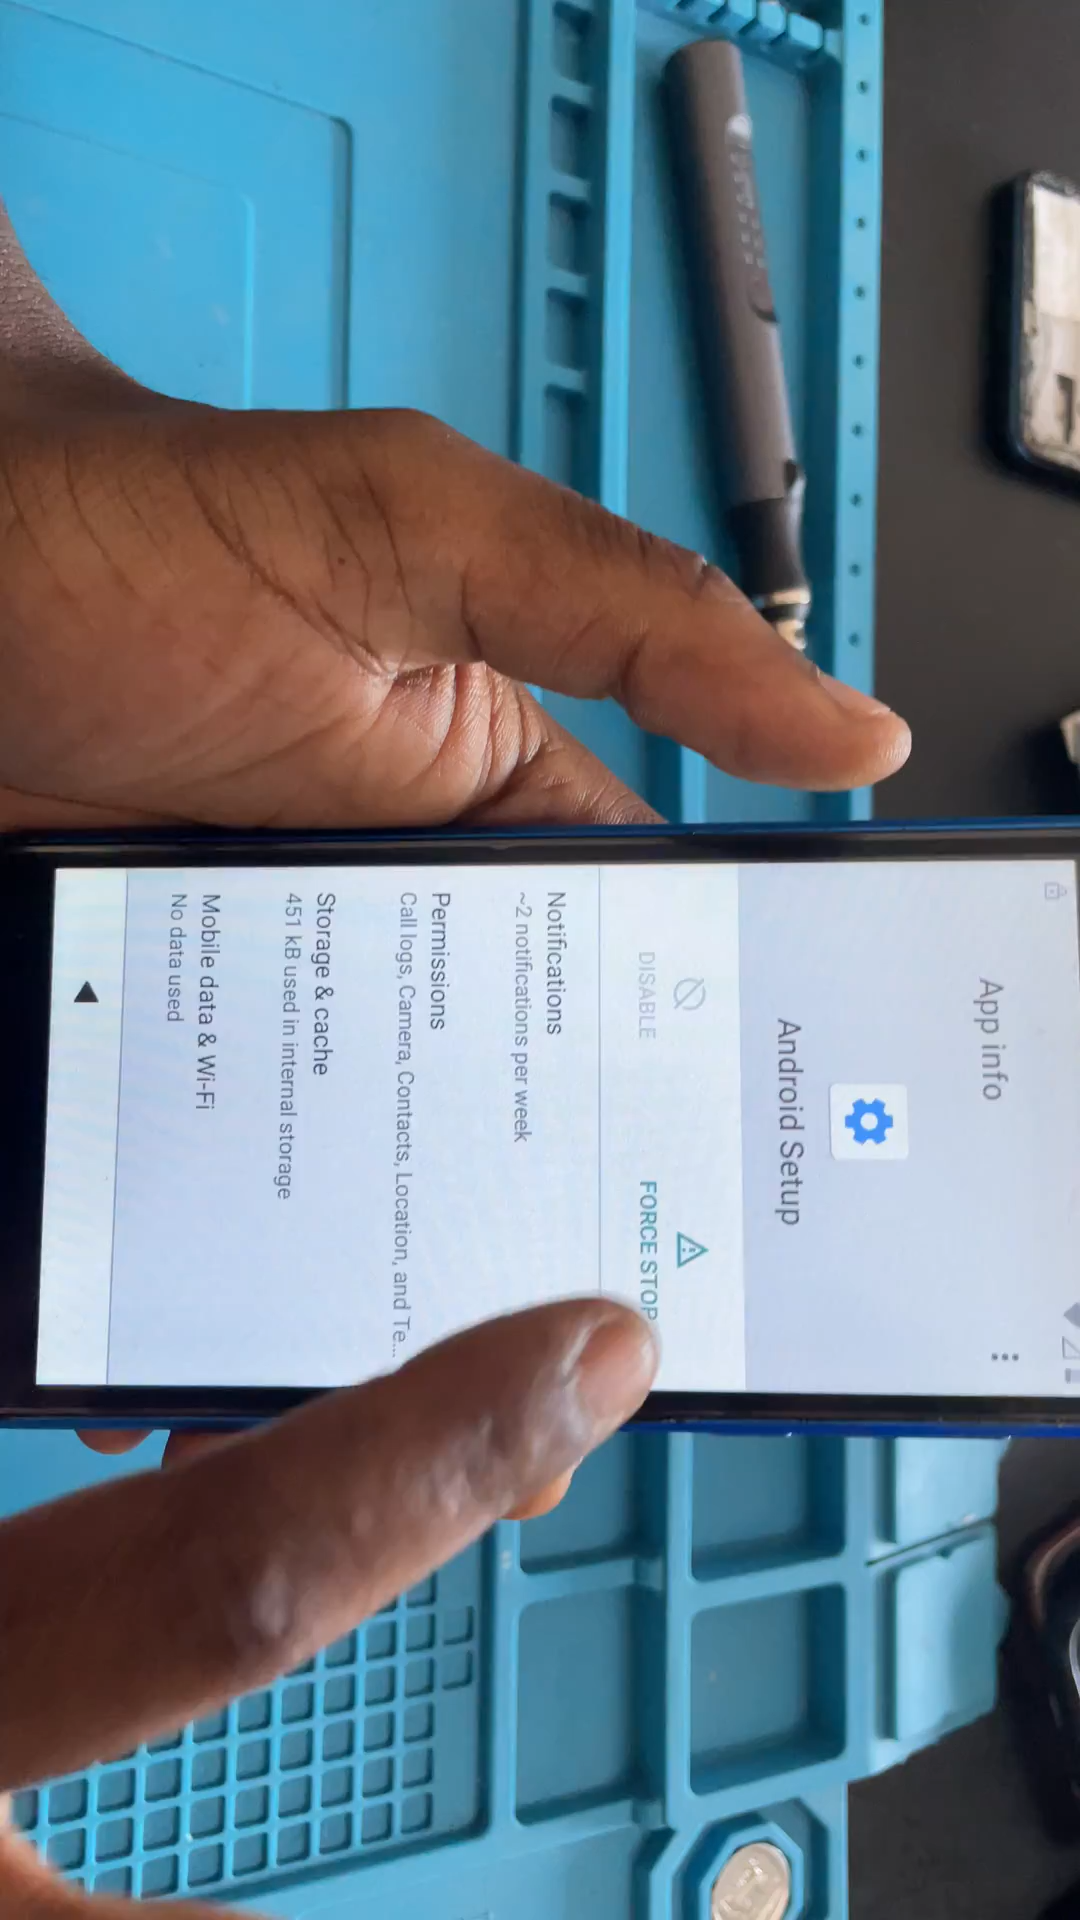 App info
Android Setup
DISABLE
FORCE STOP
Notifications
~2 notifications per week
Permissions
Call logs, Camera, Contacts, Location, and Te...
Storage & cache
451 kB used in internal storage
Mobile data & Wi-Fi
No data used